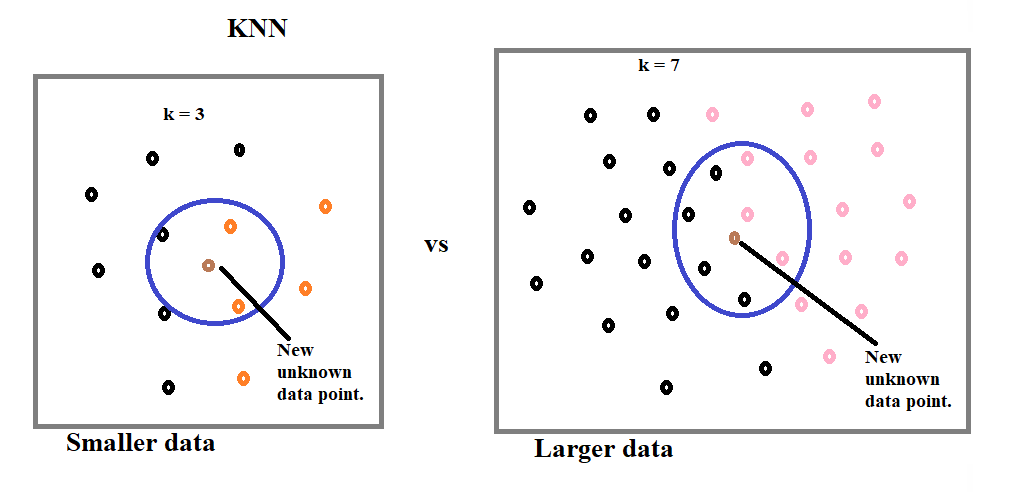 KNN
k = 3
New
unknown
data point.
Smaller data
vs
k = 7
New
unknown
data point.
Larger data